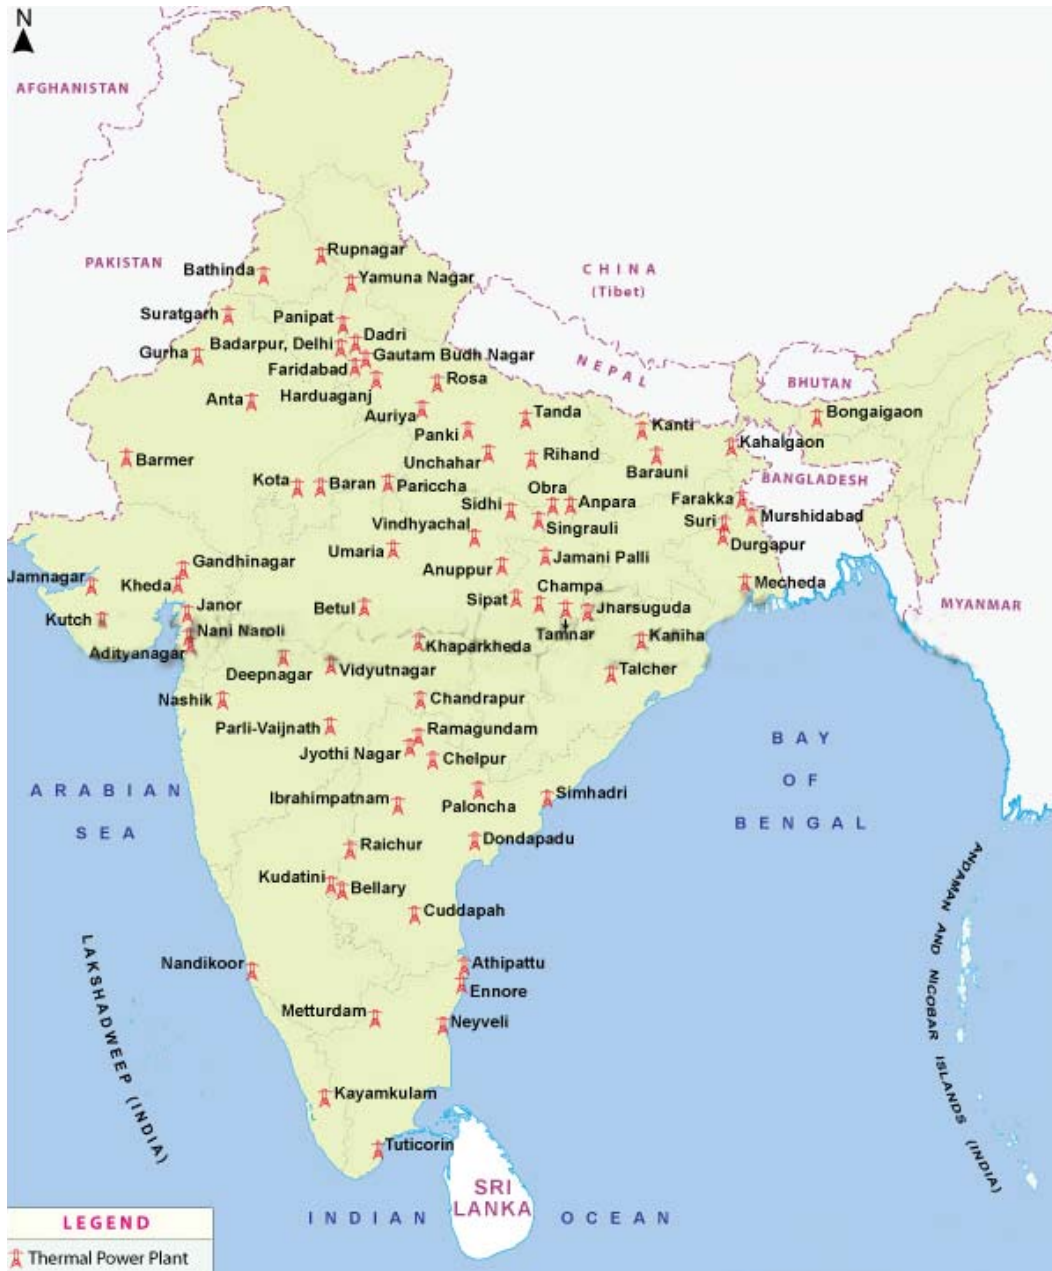 N
AFGHANISTAN
PAKISTAN
CHINA
(Tibet)
NEPAL
BHUTAN
BANGLADESH
MYANMAR
Rupnagar
Bathinda
Yamuna Nagar
Suratgarh
Panipat
Dadri
Badarpur, Delhi
Gurha
Gautam Budh Nagar
Faridabad
Rosa
Anta
Harduaganj
Auriya
Tanda
Bongaigaon
Panki
Kanti
Kahalgaon
Barmer
Unchahar
Rihand
Barauni
Kota
Baran
Pariccha
Obra
Sidhi
Anpara
Farakka
Murshidabad
Vindhyachal
Singrauli
Suri
Durgapur
Umaria
Jamani Palli
Gandhinagar
Anuppur
Jamnagar
Kheda
Champa
Mecheda
Janor
Betul
Sipat
Jharsuguda
Kutch
Nani Naroli
Tamnar
Kaniha
Adityanagar
Khaparkheda
Deepnagar
Vidyutnagar
Talcher
Nashik
Chandrapur
Parli-Vaijnath
Ramagundam
Jyothi Nagar
Chelpur
Ibrahimpatnam
Paloncha
Simhadri
Raichur
Dondapadu
Kudatini
Bellary
Cuddapah
Nandikoor
Athipattu
Ennore
Metturdam
Neyveli
Kayamkulam
Tuticorin
ARABIAN
SEA
BAY
OF
BENGAL
LAKSHADWEEP (INDIA)
ANDAMAN AND NICOBAR ISLANDS (INDIA)
SRI
LANKA
INDIAN OCEAN
LEGEND
Thermal Power Plant